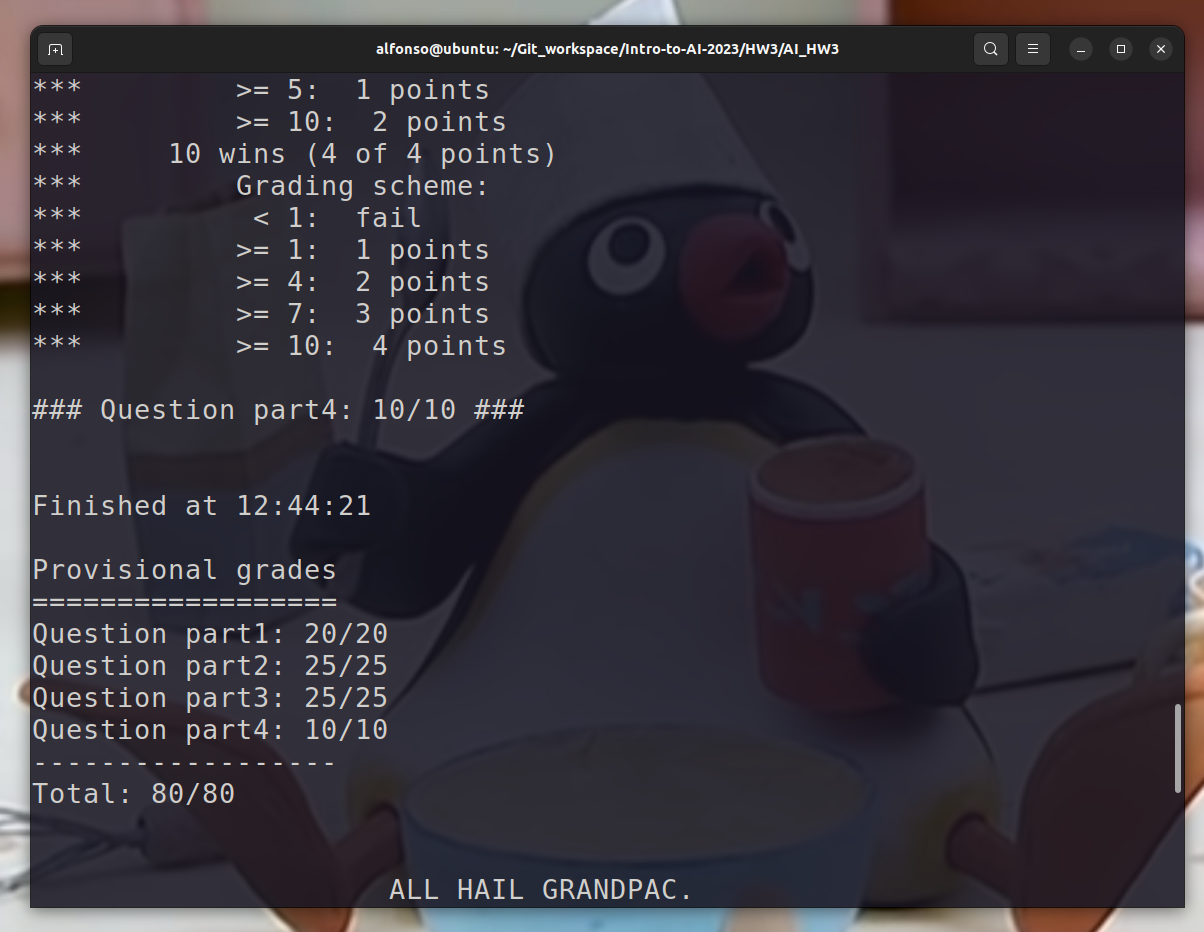 alfonso@ubuntu: ~/Git_workspace/Intro-to-AI-2023/HW3/AI_HW3
***         >= 5:  1 points
***         >= 10:  2 points
***     10 wins (4 of 4 points)
***         Grading scheme:
***          < 1:  fail
***         >= 1:  1 points
***         >= 4:  2 points
***         >= 7:  3 points
***         >= 10:  4 points
### Question part4: 10/10 ###
Finished at 12:44:21
Provisional grades
==================
Question part1: 20/20
Question part2: 25/25
Question part3: 25/25
Question part4: 10/10
------------------
Total: 80/80
ALL HAIL GRANDPAC.